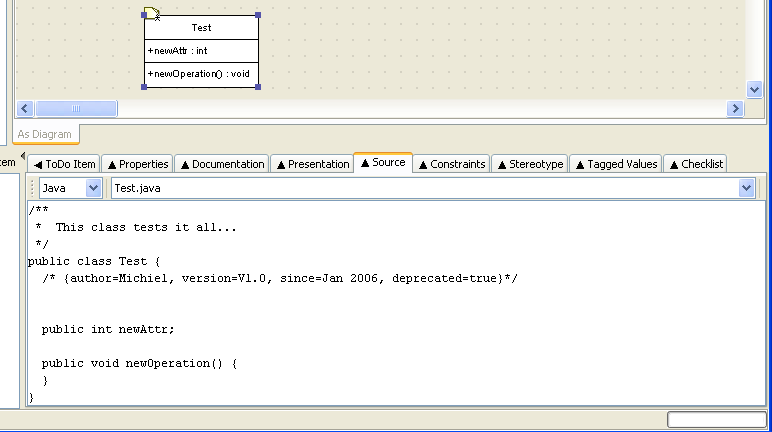 Test
+newAttr : int
+newOperation() : void
As Diagram
em
ToDo Item
Properties
Documentation
Presentation
Source
Constraints
Stereotype
Tagged Values
Checklist
Java
Test.java
/**
 *  This class tests it all...
 */
public class Test {
  /* {author=Michiel, version=V1.0, since=Jan 2006, deprecated=true}*/
  public int newAttr;
  public void newOperation() {
  }
}